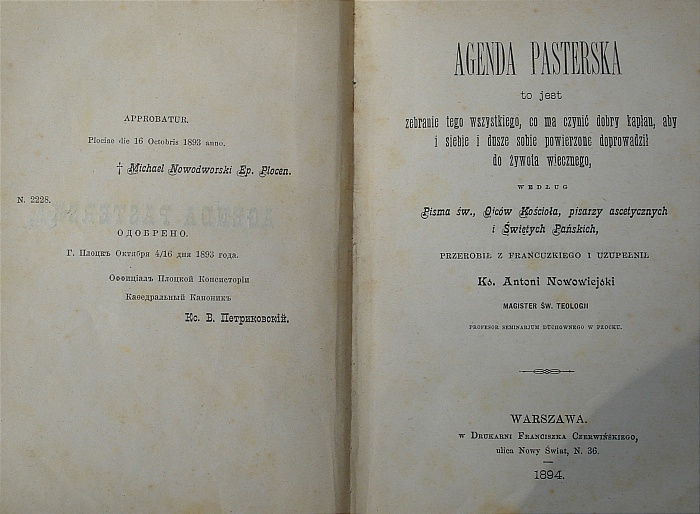 APPROBATUR.
Plociae die 16 Octobris 1893 anno.
† Michael Nowodworski Ep. Plocen.
N. 2228.
ОДОБРЕНО.
Г. Плоцкъ Октября 4/16 дня 1893 года.
Оффиціалъ Плоцкой Консисторіи
Каѳедральный Каноникъ
Кс. В. Петриковскій.
AGENDA PASTERSKA
to jest
zebranie tego wszystkiego, co ma czynić dobry kapłan, aby
i siebie i dusze sobie powierzone doprowadził
do żywota wiecznego,
WEDŁUG
Pisma św., Ojców Kościoła, pisarzy ascetycznych
i Świętych Pańskich,
PRZEROBIŁ Z FRANCUZKIEGO I UZUPEŁNIŁ
Ks. Antoni Nowowiejski
MAGISTER ŚW. TEOLOGII
PROFESOR SEMINARJUM DUCHOWNEGO W PŁOCKU.
WARSZAWA.
W DRUKARNI FRANCISZKA CZERWIŃSKIEGO,
ulica Nowy Świat, N. 36.
1894.